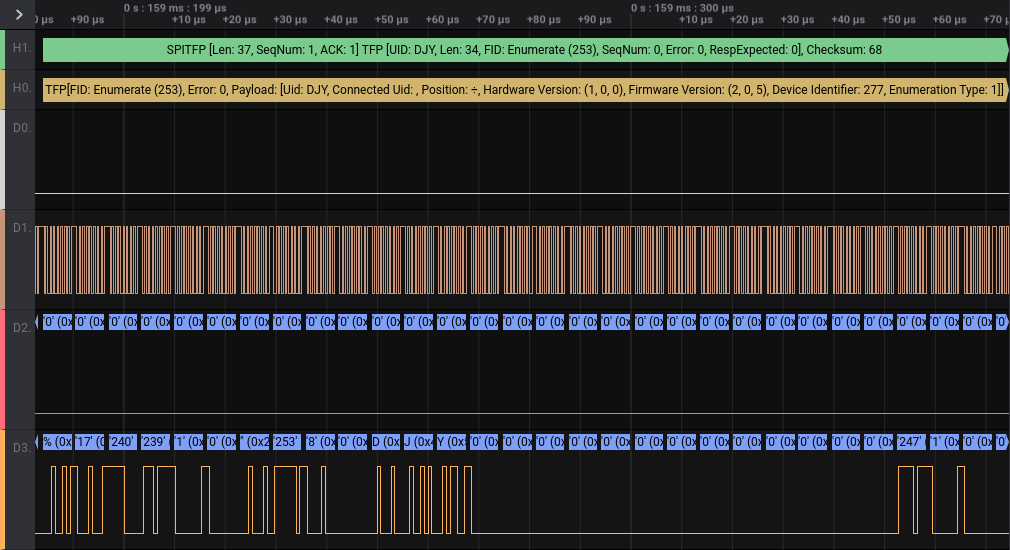 0 s : 159 ms : 199 µs 0 s : 159 ms : 300 µs
0 µs +90 µs +10 µs +20 µs +30 µs +40 µs +50 µs +60 µs +70 µs +80 µs +90 µs +10 µs +20 µs +30 µs +40 µs +50 µs +60 µs +70 µ
H1. SPITFP [Len: 37, SeqNum: 1, ACK: 1] TFP [UID: DJY, Len: 34, FID: Enumerate (253), SeqNum: 0, Error: 0, RespExpected: 0], Checksum: 68
H0. TFP[FID: Enumerate (253), Error: 0, Payload: [Uid: DJY, Connected Uid: , Position: ÷, Hardware Version: (1, 0, 0), Firmware Version: (2, 0, 5), Device Identifier: 277, Enumeration Type: 1]]
D0.
D1.
D2. '0' (0x '0' (0x '0' (0x '0' (0x '0' (0x '0' (0x '0' (0x '0' (0x '0' (0x '0' (0x '0' (0x '0' (0x '0' (0x '0' (0x '0' (0x '0' (0x '0' (0x '0' (0x '0' (0x '0' (0x '0' (0x '0' (0x '0' (0x '0' (0x '0' (0x '0' (0x '0' (0x '0' (0x '0' (0x '0'
D3. % (0x '17' (0 '240' '239' '1' (0x '0' (0x " (0x2 '253' '8' (0x '0' (0x D (0x J (0x4 Y (0x '0' (0x '0' (0x '0' (0x '0' (0x '0' (0x '0' (0x '0' (0x '0' (0x '0' (0x '0' (0x '0' (0x '0' (0x '0' (0x '247' '1' (0x '0' (0x '0'